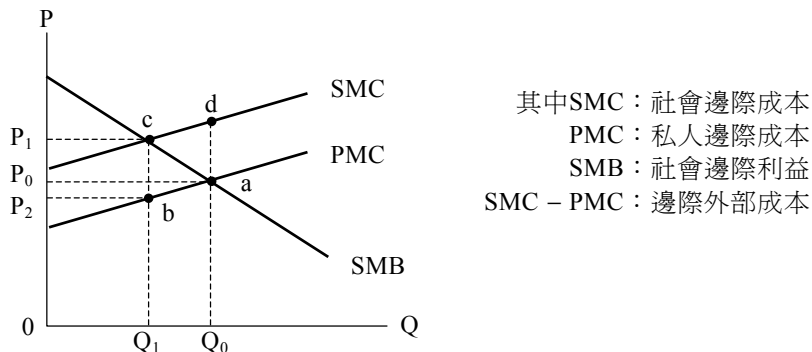 P
SMC
c
d
P₁
PMC
P₀
a
P₂
b
SMB
0
Q₁
Q₀
Q
其中SMC：社會邊際成本
PMC：私人邊際成本
SMB：社會邊際利益
SMC – PMC：邊際外部成本